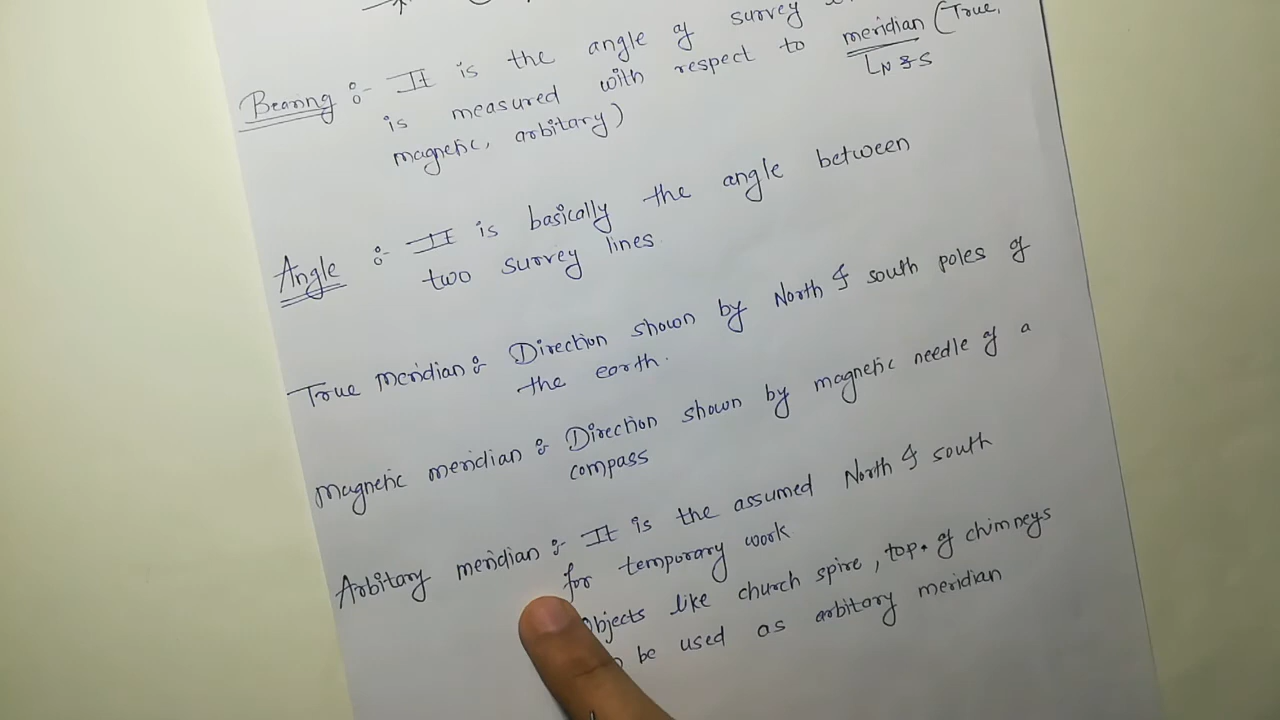 Bearing :- It is the angle of survey
is measured with respect to meridian (True,
N & S
magnetic, arbitary)
Angle :- It is basically the angle between
two survey lines
True meridian : Direction shown by North & south poles of
the earth.
magnetic meridian : Direction shown by magnetic needle of a
compass
Arbitary meridian :- It is the assumed North & south
for temporary work
objects like church spire, top. of chimneys
be used as arbitory meridian